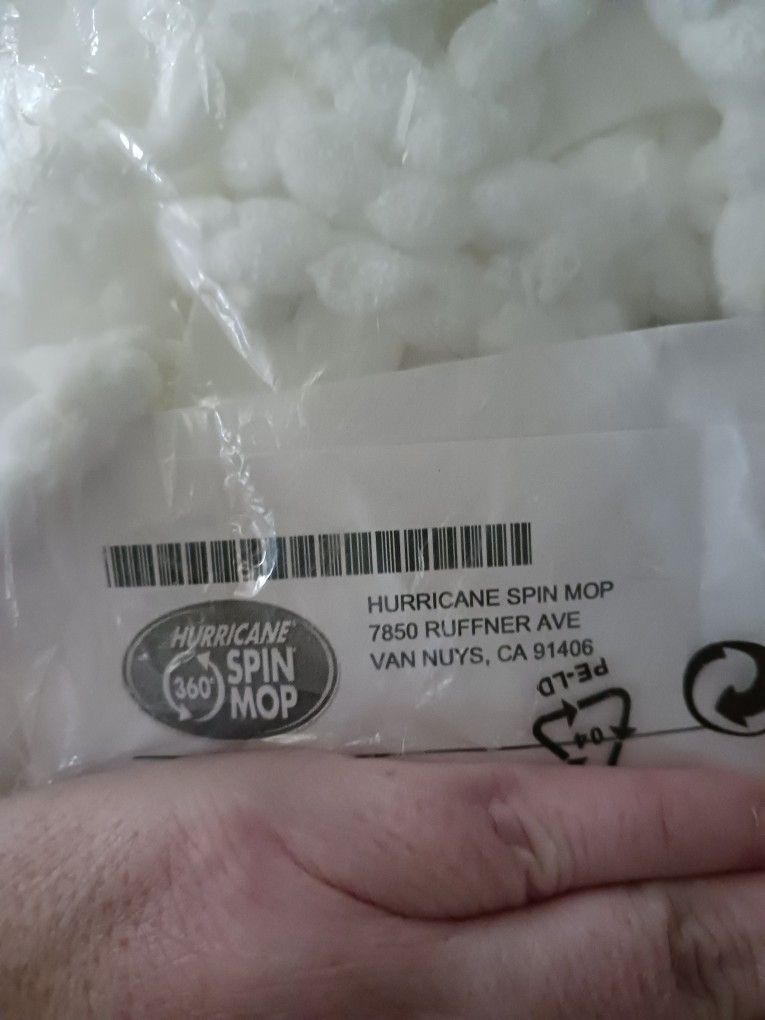 HURRICANE SPIN MOP
7850 RUFFNER AVE
VAN NUYS, CA 91406
HURRICANE
360°
SPIN
MOP
PE-LD
04